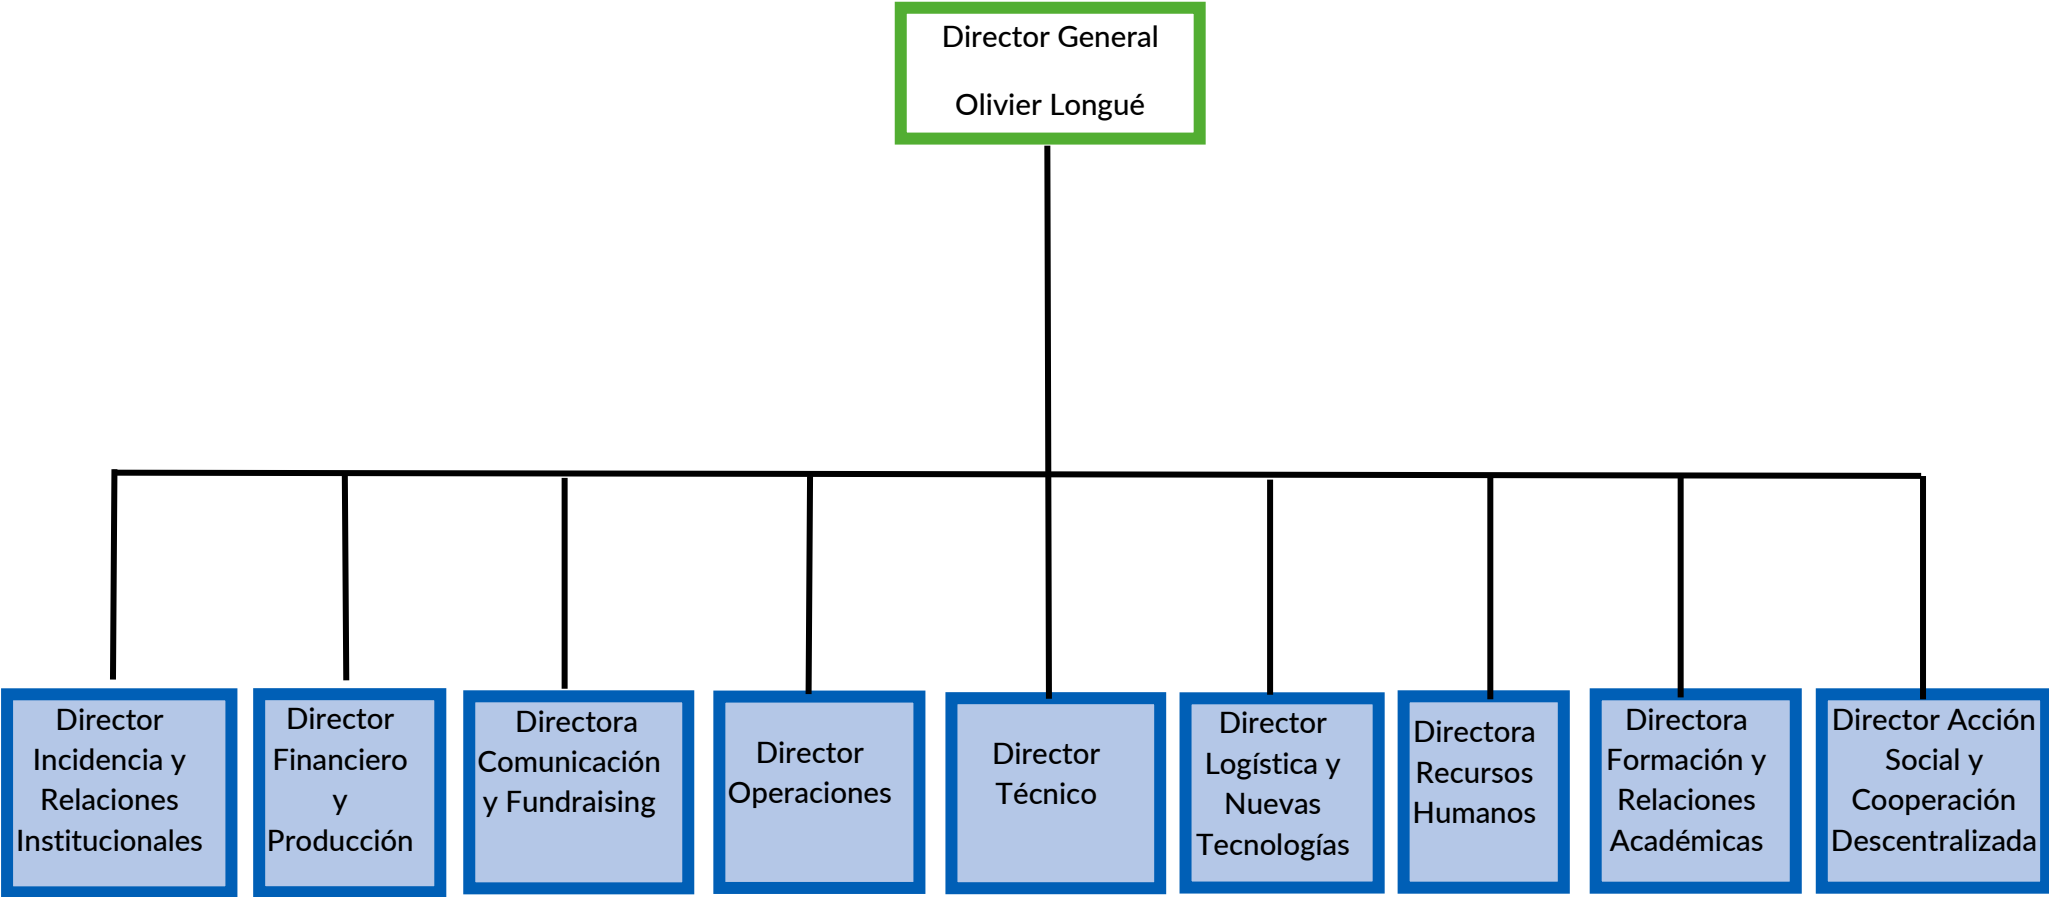 Director General
Olivier Longué
Director
Incidencia y
Relaciones
Institucionales
Director
Financiero
y
Producción
Directora
Comunicación
y Fundraising
Director
Operaciones
Director
Técnico
Director
Logística y
Nuevas
Tecnologías
Directora
Recursos
Humanos
Directora
Formación y
Relaciones
Académicas
Director Acción
Social y
Cooperación
Descentralizada